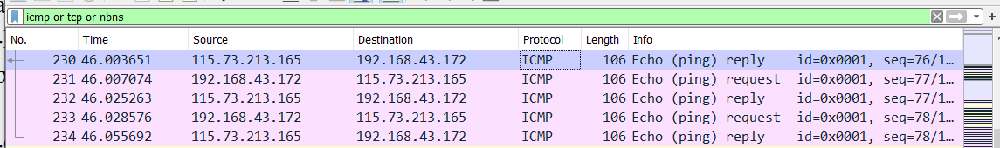 icmp or tcp or nbns
No. Time Source Destination Protocol Length Info
230 46.003651 115.73.213.165 192.168.43.172 ICMP 106 Echo (ping) reply id=0x0001, seq=76/1…
231 46.007074 192.168.43.172 115.73.213.165 ICMP 106 Echo (ping) request id=0x0001, seq=77/1…
232 46.025263 115.73.213.165 192.168.43.172 ICMP 106 Echo (ping) reply id=0x0001, seq=77/1…
233 46.028576 192.168.43.172 115.73.213.165 ICMP 106 Echo (ping) request id=0x0001, seq=78/1…
234 46.055692 115.73.213.165 192.168.43.172 ICMP 106 Echo (ping) reply id=0x0001, seq=78/1…